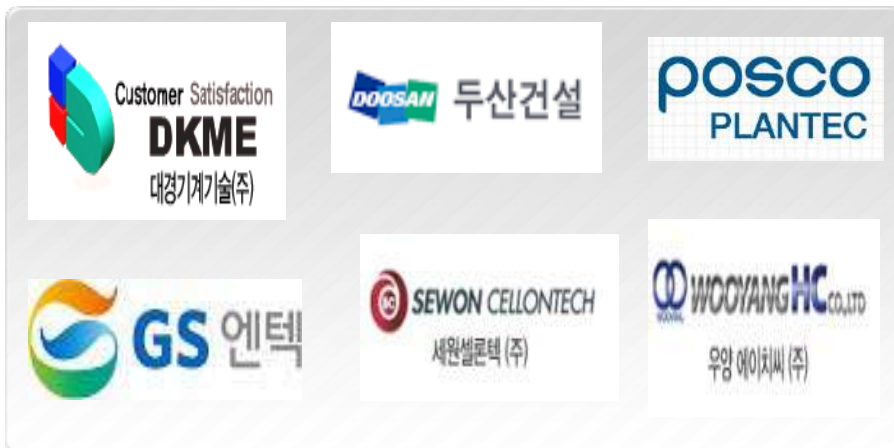 Customer Satisfaction
DKME
대경기계기술(주)
DOOSAN 두산건설
posco
PLANTEC
GS 엔텍
SEWON CELLONTECH
세원셀론텍 (주)
WOOYANG HC CO.,LTD
우양 에이치씨 (주)